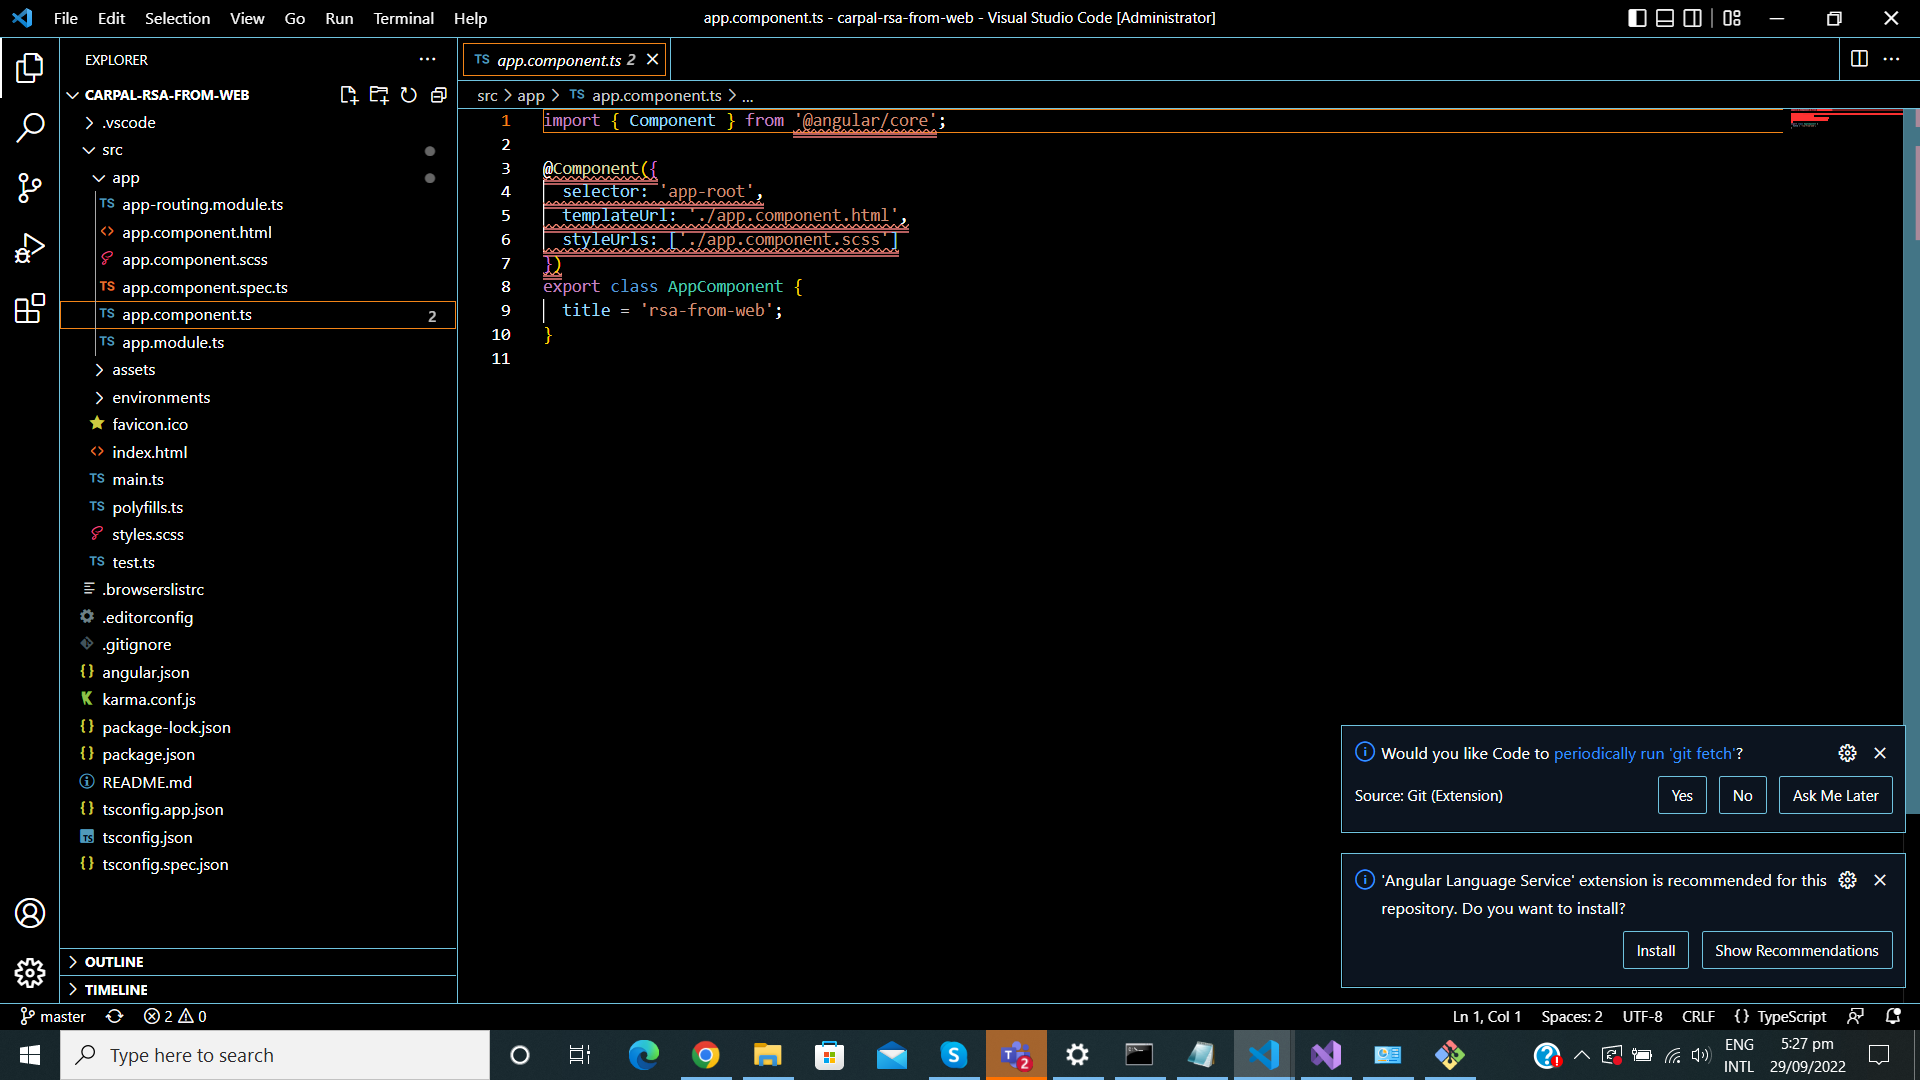 File Edit Selection View Go Run Terminal Help
app.component.ts - carpal-rsa-from-web - Visual Studio Code [Administrator]
EXPLORER
CARPAL-RSA-FROM-WEB
.vscode
src
app
TS app-routing.module.ts
<> app.component.html
app.component.scss
TS app.component.spec.ts
TS app.component.ts 2
TS app.module.ts
assets
environments
favicon.ico
<> index.html
TS main.ts
TS polyfills.ts
styles.scss
TS test.ts
.browserslistrc
.editorconfig
.gitignore
{} angular.json
K karma.conf.js
{} package-lock.json
{} package.json
README.md
{} tsconfig.app.json
TS tsconfig.json
{} tsconfig.spec.json
OUTLINE
TIMELINE
TS app.component.ts 2
src > app > TS app.component.ts > ...
1 import { Component } from '@angular/core';
2
3 @Component({
4 selector: 'app-root',
5 templateUrl: './app.component.html',
6 styleUrls: ['./app.component.scss']
7 })
8 export class AppComponent {
9 title = 'rsa-from-web';
10 }
11
Would you like Code to periodically run 'git fetch'?
Source: Git (Extension)
Yes No Ask Me Later
'Angular Language Service' extension is recommended for this
repository. Do you want to install?
Install Show Recommendations
master 2 0
Ln 1, Col 1 Spaces: 2 UTF-8 CRLF {} TypeScript
Type here to search
S
T 2
ENG
INTL
5:27 pm
29/09/2022